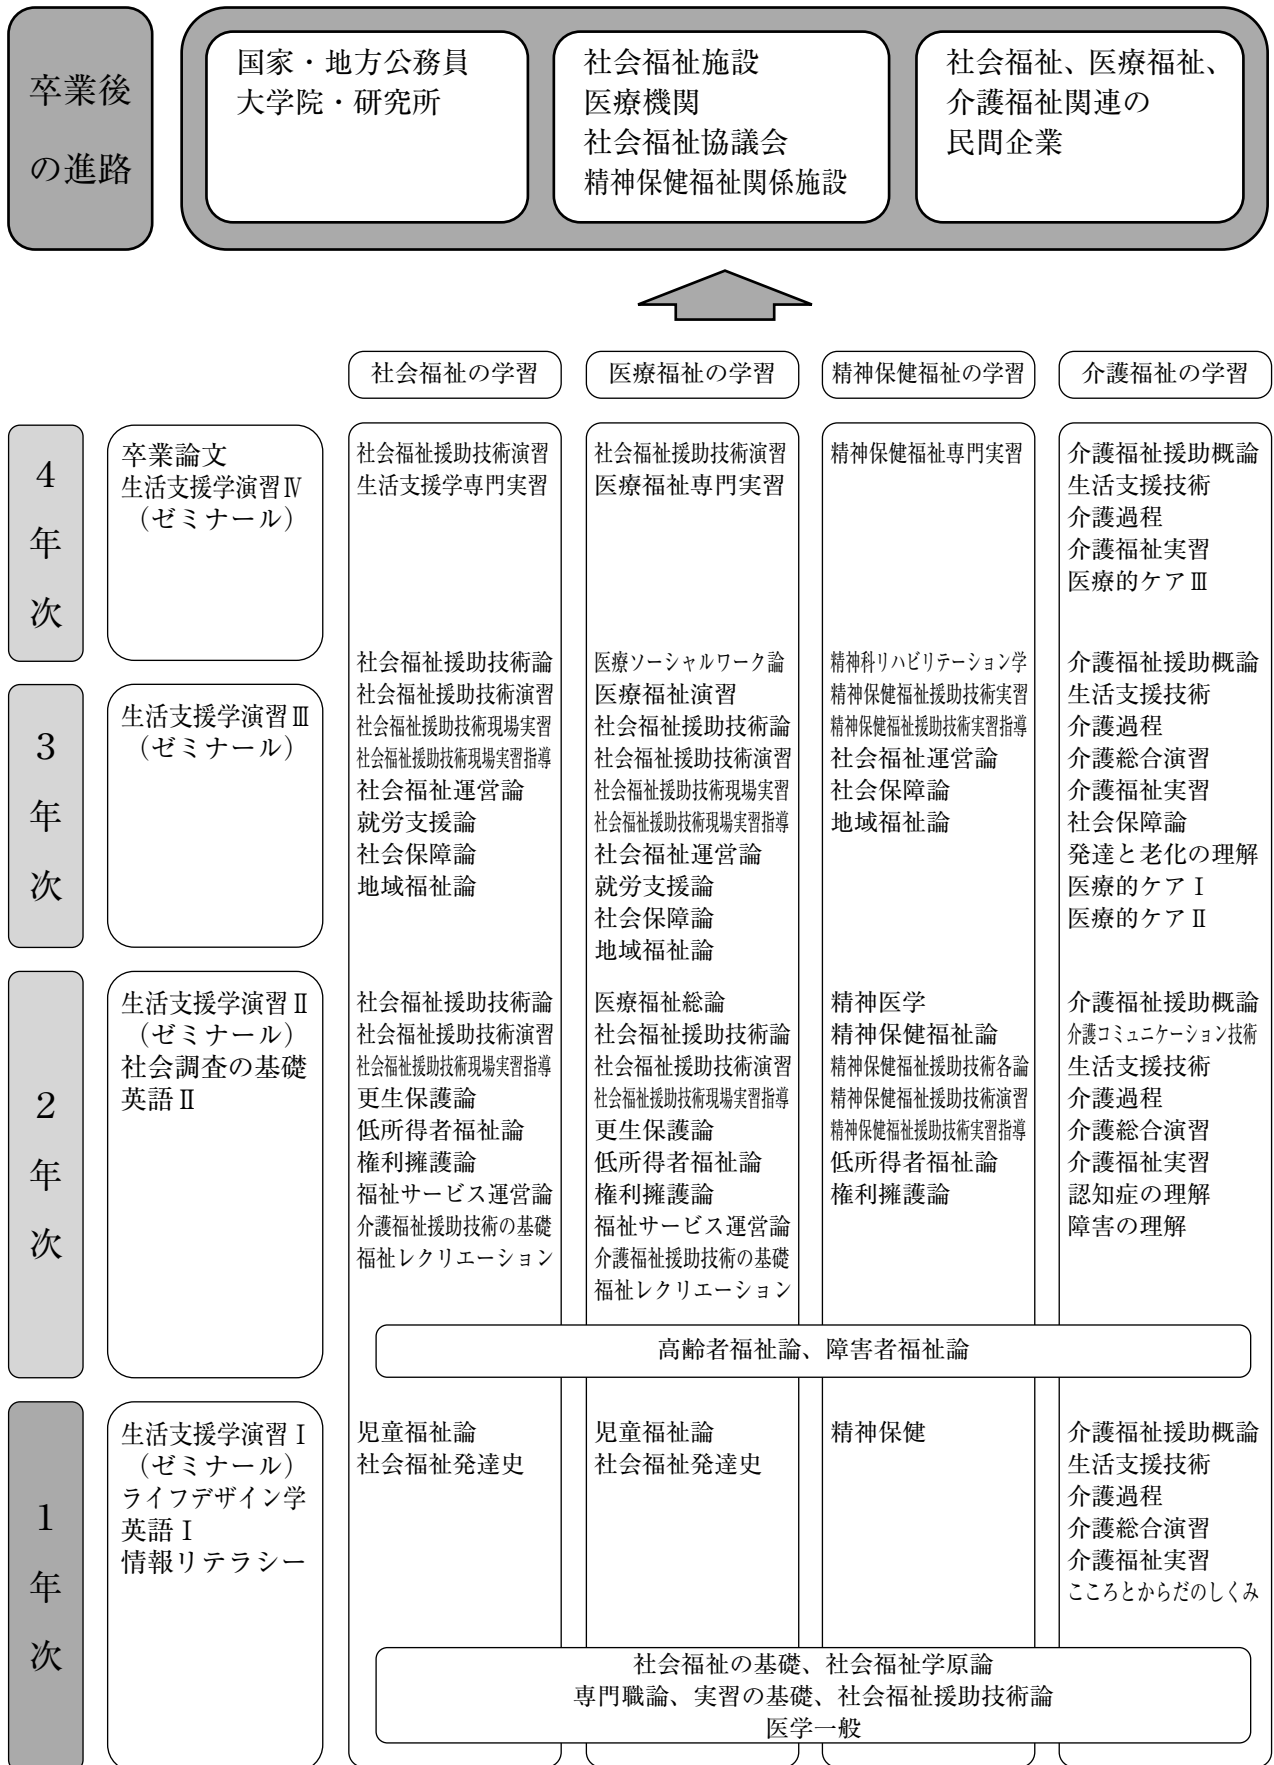 卒業後
の進路
国家・地方公務員
大学院・研究所
社会福祉施設
医療機関
社会福祉協議会
精神保健福祉関係施設
社会福祉、医療福祉、
介護福祉関連の
民間企業
社会福祉の学習
医療福祉の学習
精神保健福祉の学習
介護福祉の学習
4年次
卒業論文
生活支援学演習Ⅳ
（ゼミナール）
社会福祉援助技術演習
生活支援学専門実習
社会福祉援助技術演習
医療福祉専門実習
精神保健福祉専門実習
介護福祉援助概論
生活支援技術
介護過程
介護福祉実習
医療的ケアⅢ
3年次
生活支援学演習Ⅲ
（ゼミナール）
社会福祉援助技術論
社会福祉援助技術演習
社会福祉援助技術現場実習
社会福祉援助技術現場実習指導
社会福祉運営論
就労支援論
社会保障論
地域福祉論
医療ソーシャルワーク論
医療福祉演習
社会福祉援助技術論
社会福祉援助技術演習
社会福祉援助技術現場実習
社会福祉援助技術現場実習指導
社会福祉運営論
就労支援論
社会保障論
地域福祉論
精神科リハビリテーション学
精神保健福祉援助技術実習
精神保健福祉援助技術実習指導
社会福祉運営論
社会保障論
地域福祉論
介護福祉援助概論
生活支援技術
介護過程
介護総合演習
介護福祉実習
社会保障論
発達と老化の理解
医療的ケアⅠ
医療的ケアⅡ
2年次
生活支援学演習Ⅱ
（ゼミナール）
社会調査の基礎
英語Ⅱ
社会福祉援助技術論
社会福祉援助技術演習
社会福祉援助技術現場実習指導
更生保護論
低所得者福祉論
権利擁護論
福祉サービス運営論
介護福祉援助技術の基礎
福祉レクリエーション
医療福祉総論
社会福祉援助技術論
社会福祉援助技術演習
社会福祉援助技術現場実習指導
更生保護論
低所得者福祉論
権利擁護論
福祉サービス運営論
介護福祉援助技術の基礎
福祉レクリエーション
精神医学
精神保健福祉論
精神保健福祉援助技術各論
精神保健福祉援助技術演習
精神保健福祉援助技術実習指導
低所得者福祉論
権利擁護論
介護福祉援助概論
介護コミュニケーション技術
生活支援技術
介護過程
介護総合演習
介護福祉実習
認知症の理解
障害の理解
高齢者福祉論、障害者福祉論
1年次
生活支援学演習Ⅰ
（ゼミナール）
ライフデザイン学
英語Ⅰ
情報リテラシー
児童福祉論
社会福祉発達史
児童福祉論
社会福祉発達史
精神保健
介護福祉援助概論
生活支援技術
介護過程
介護総合演習
介護福祉実習
こころとからだのしくみ
社会福祉の基礎、社会福祉学原論
専門職論、実習の基礎、社会福祉援助技術論
医学一般